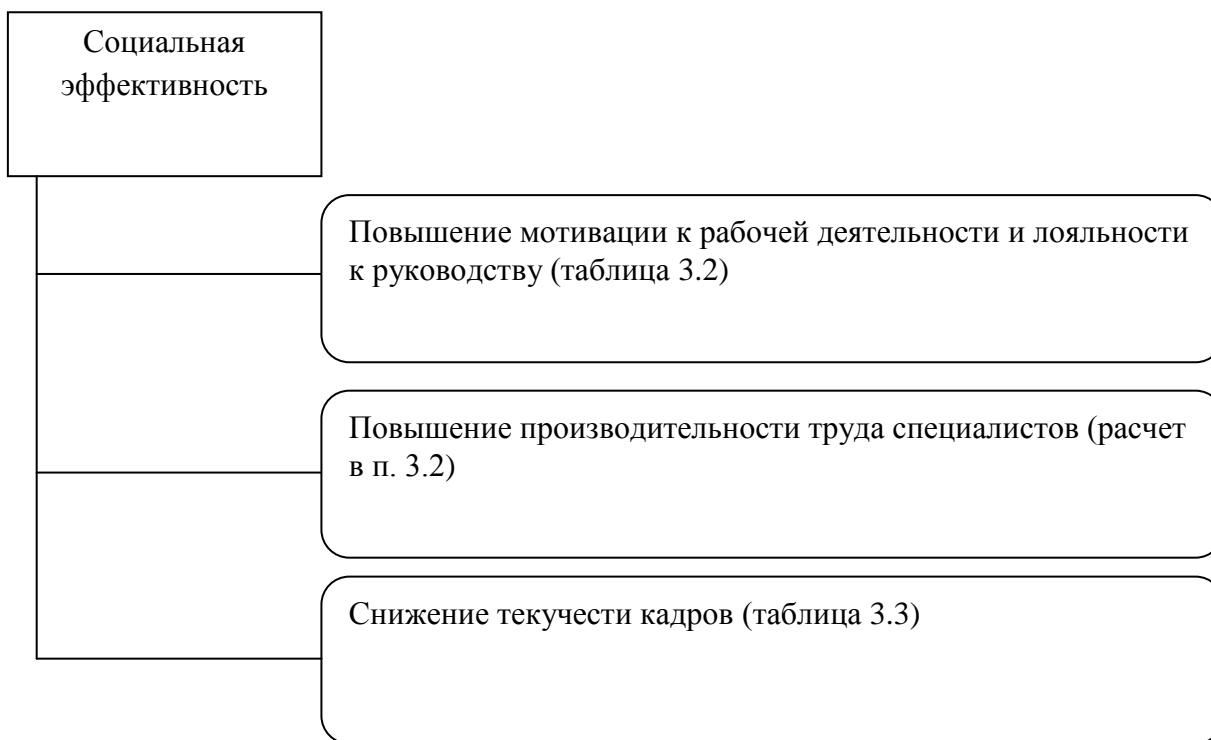 Социальная
эффективность
Повышение мотивации к рабочей деятельности и лояльности
к руководству (таблица 3.2)
Повышение производительности труда специалистов (расчет
в п. 3.2)
Снижение текучести кадров (таблица 3.3)